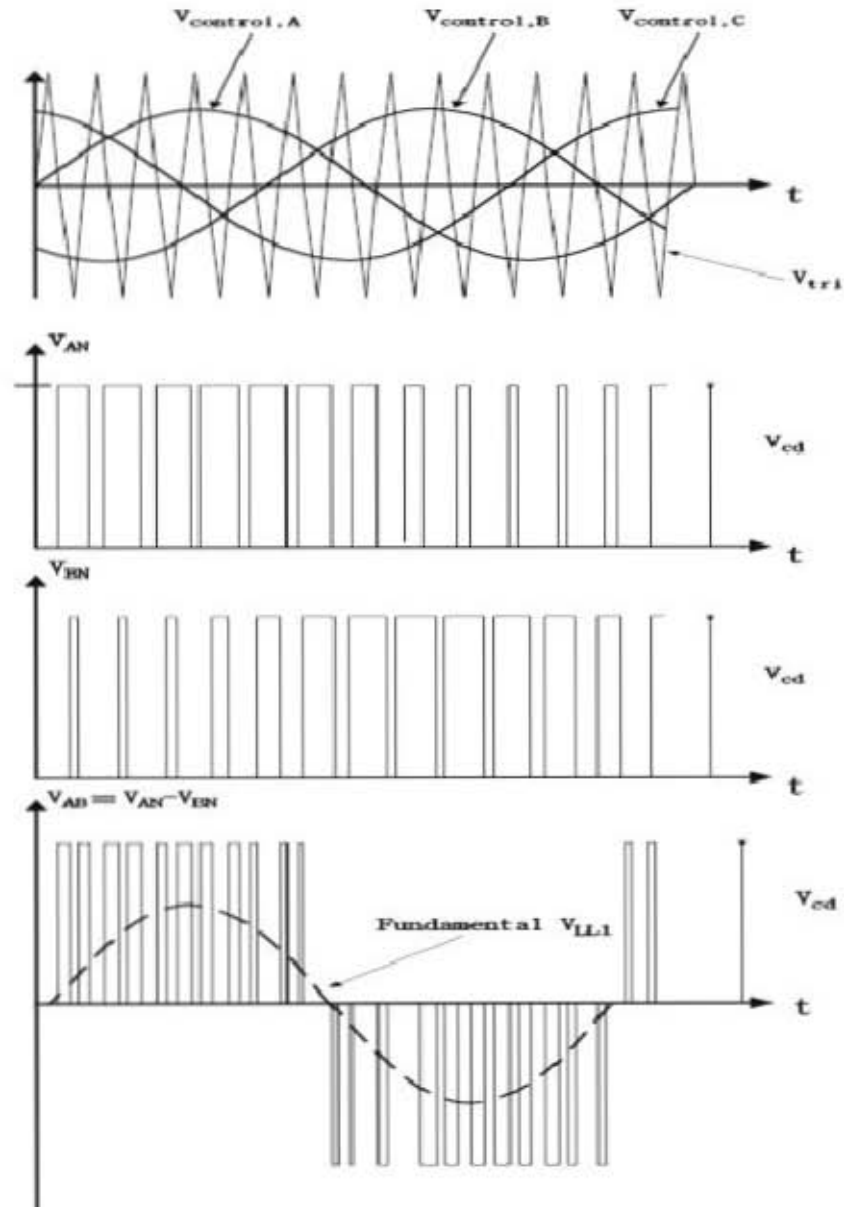 Vcontrol,A Vcontrol,B Vcontrol,C
t
Vtri
VAN
Vcd
t
VBN
Vcd
t
VAB = VAN-VBN
Vcd
Fundamental VLL1
t